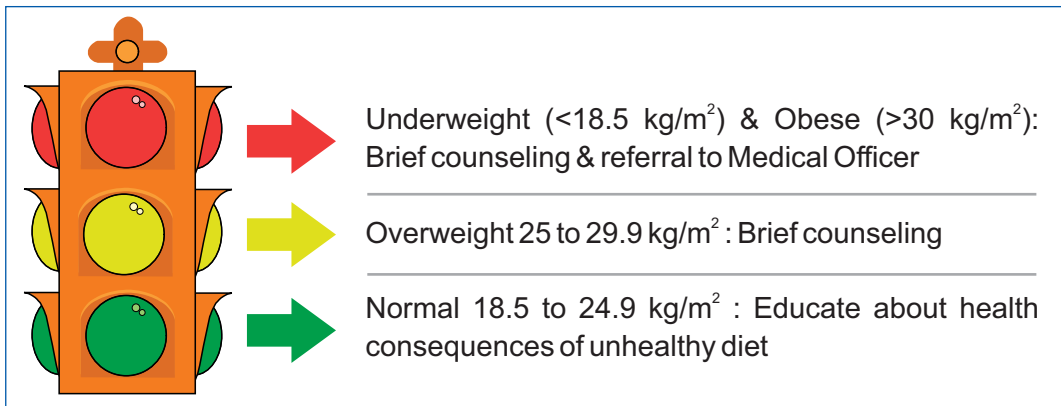 Underweight (<18.5 kg/m²) & Obese (>30 kg/m²):
Brief counseling & referral to Medical Officer
Overweight 25 to 29.9 kg/m² : Brief counseling
Normal 18.5 to 24.9 kg/m² : Educate about health
consequences of unhealthy diet